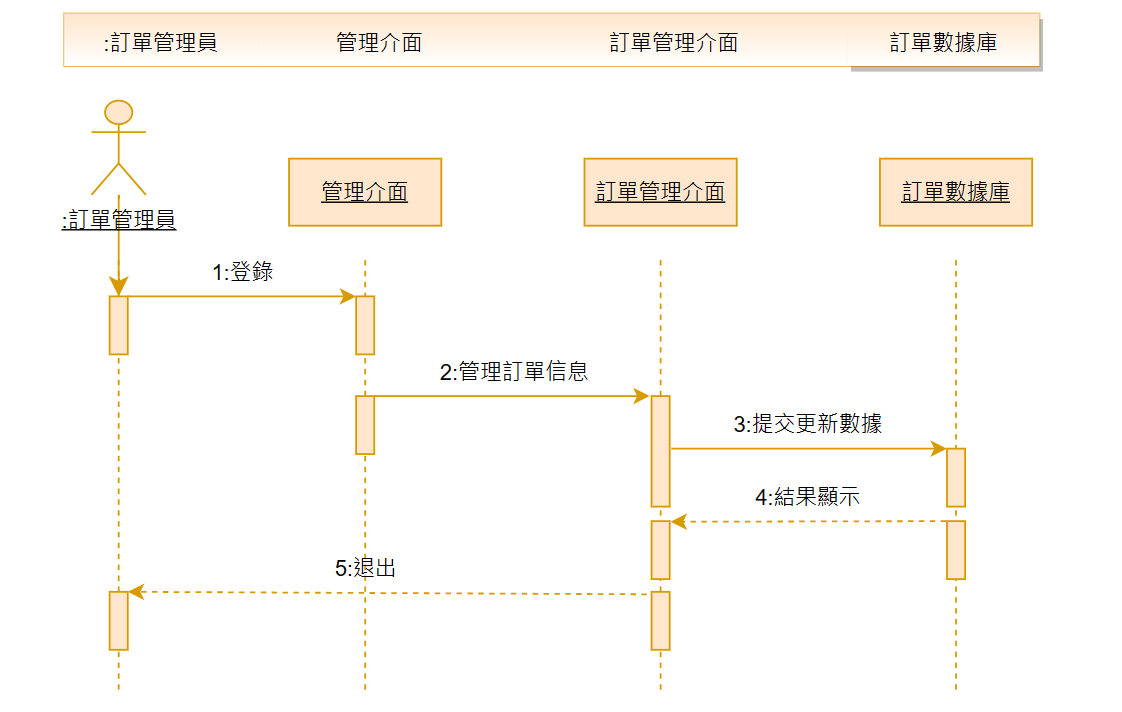 :訂單管理員
管理介面
訂單管理介面
訂單數據庫
管理介面
訂單管理介面
訂單數據庫
:訂單管理員
1:登錄
2:管理訂單信息
3:提交更新數據
4:結果顯示
5:退出